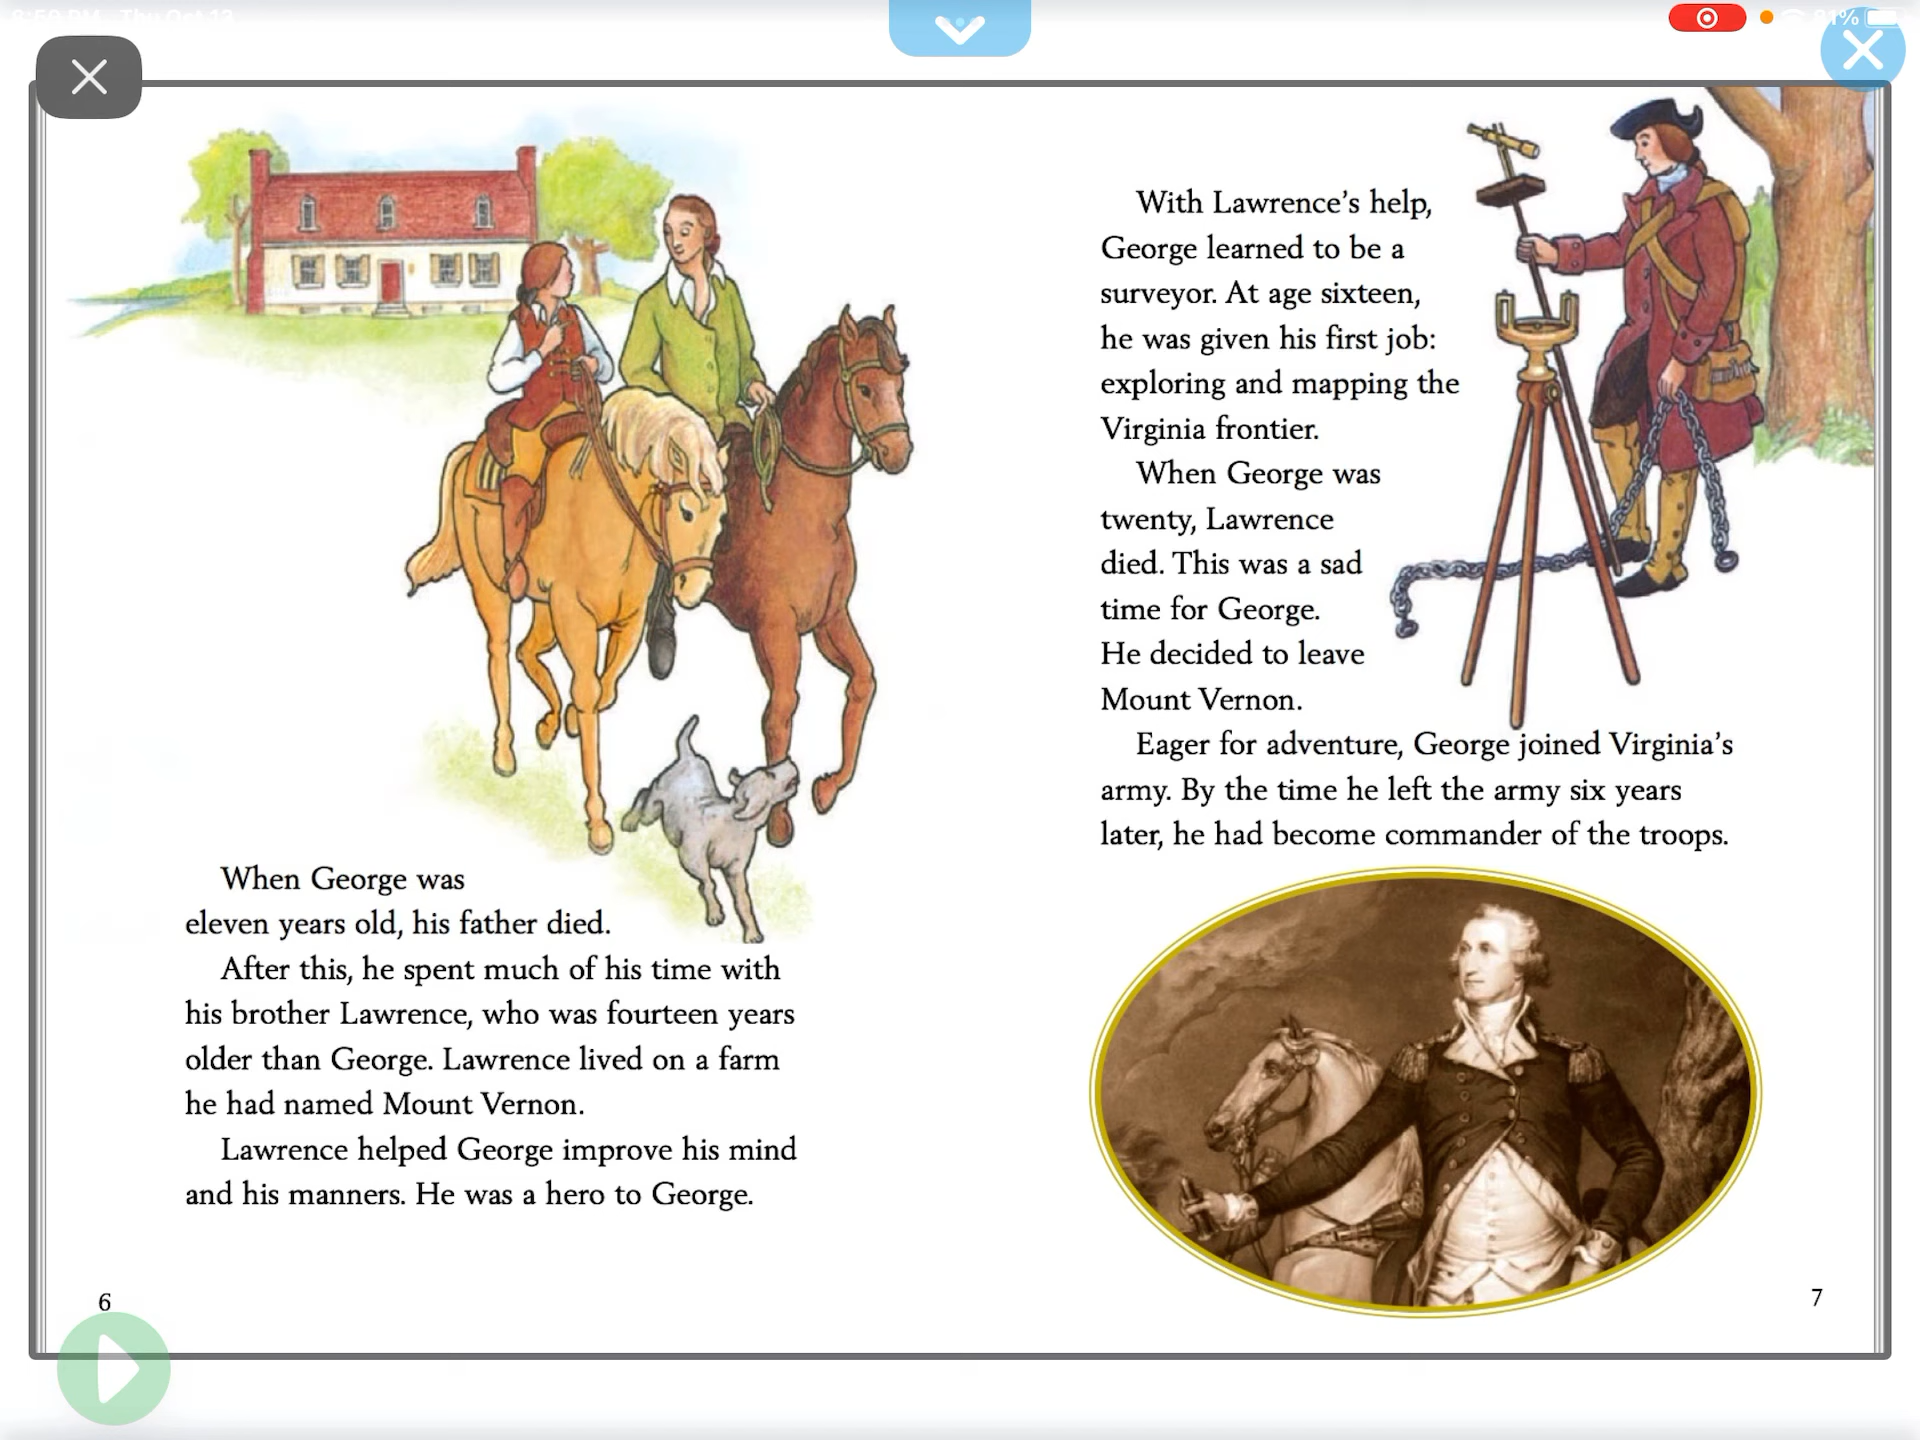 When George was
eleven years old, his father died.
After this, he spent much of his time with
his brother Lawrence, who was fourteen years
older than George. Lawrence lived on a farm
he had named Mount Vernon.
Lawrence helped George improve his mind
and his manners. He was a hero to George.
6
With Lawrence's help,
George learned to be a
surveyor. At age sixteen,
he was given his first job:
exploring and mapping the
Virginia frontier.
When George was
twenty, Lawrence
died. This was a sad
time for George.
He decided to leave
Mount Vernon.
Eager for adventure, George joined Virginia's
army. By the time he left the army six years
later, he had become commander of the troops.
7